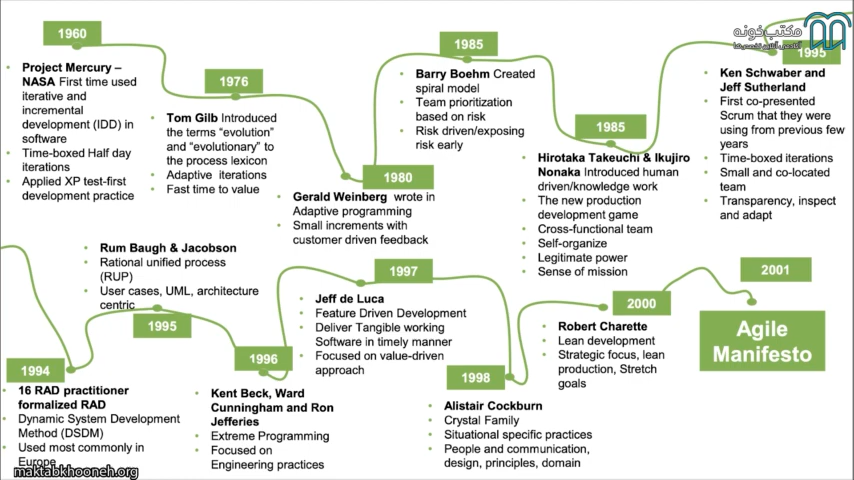 1960
Project Mercury –
NASA First time used
iterative and
incremental
development (IDD) in
software
Time-boxed Half day
iterations
Applied XP test-first
development practice
1976
Tom Gilb Introduced
the terms “evolution”
and “evolutionary” to
the process lexicon
Adaptive iterations
Fast time to value
1980
Gerald Weinberg wrote in
Adaptive programming
Small increments with
customer driven feedback
1985
Barry Boehm Created
spiral model
Team prioritization
based on risk
Risk driven/exposing
risk early
1985
Hirotaka Takeuchi & Ikujiro
Nonaka Introduced human
driven/knowledge work
The new production
development game
Cross-functional team
Self-organize
Legitimate power
Sense of mission
مکتب خونه
1995
Ken Schwaber and
Jeff Sutherland
First co-presented
Scrum that they were
using from previous few
years
Time-boxed iterations
Small and co-located
team
Transparency, inspect
and adapt
1994
16 RAD practitioner
formalized RAD
Dynamic System Development
Method (DSDM)
Used most commonly in
Europe
Rum Baugh & Jacobson
Rational unified process
(RUP)
User cases, UML, architecture
centric
1995
1996
Kent Beck, Ward
Cunningham and Ron
Jefferies
Extreme Programming
Focused on
Engineering practices
1997
Jeff de Luca
Feature Driven Development
Deliver Tangible working
Software in timely manner
Focused on value-driven
approach
1998
Alistair Cockburn
Crystal Family
Situational specific practices
People and communication,
design, principles, domain
2000
Robert Charette
Lean development
Strategic focus, lean
production, Stretch
goals
2001
Agile
Manifesto
maktabkhooneh.org